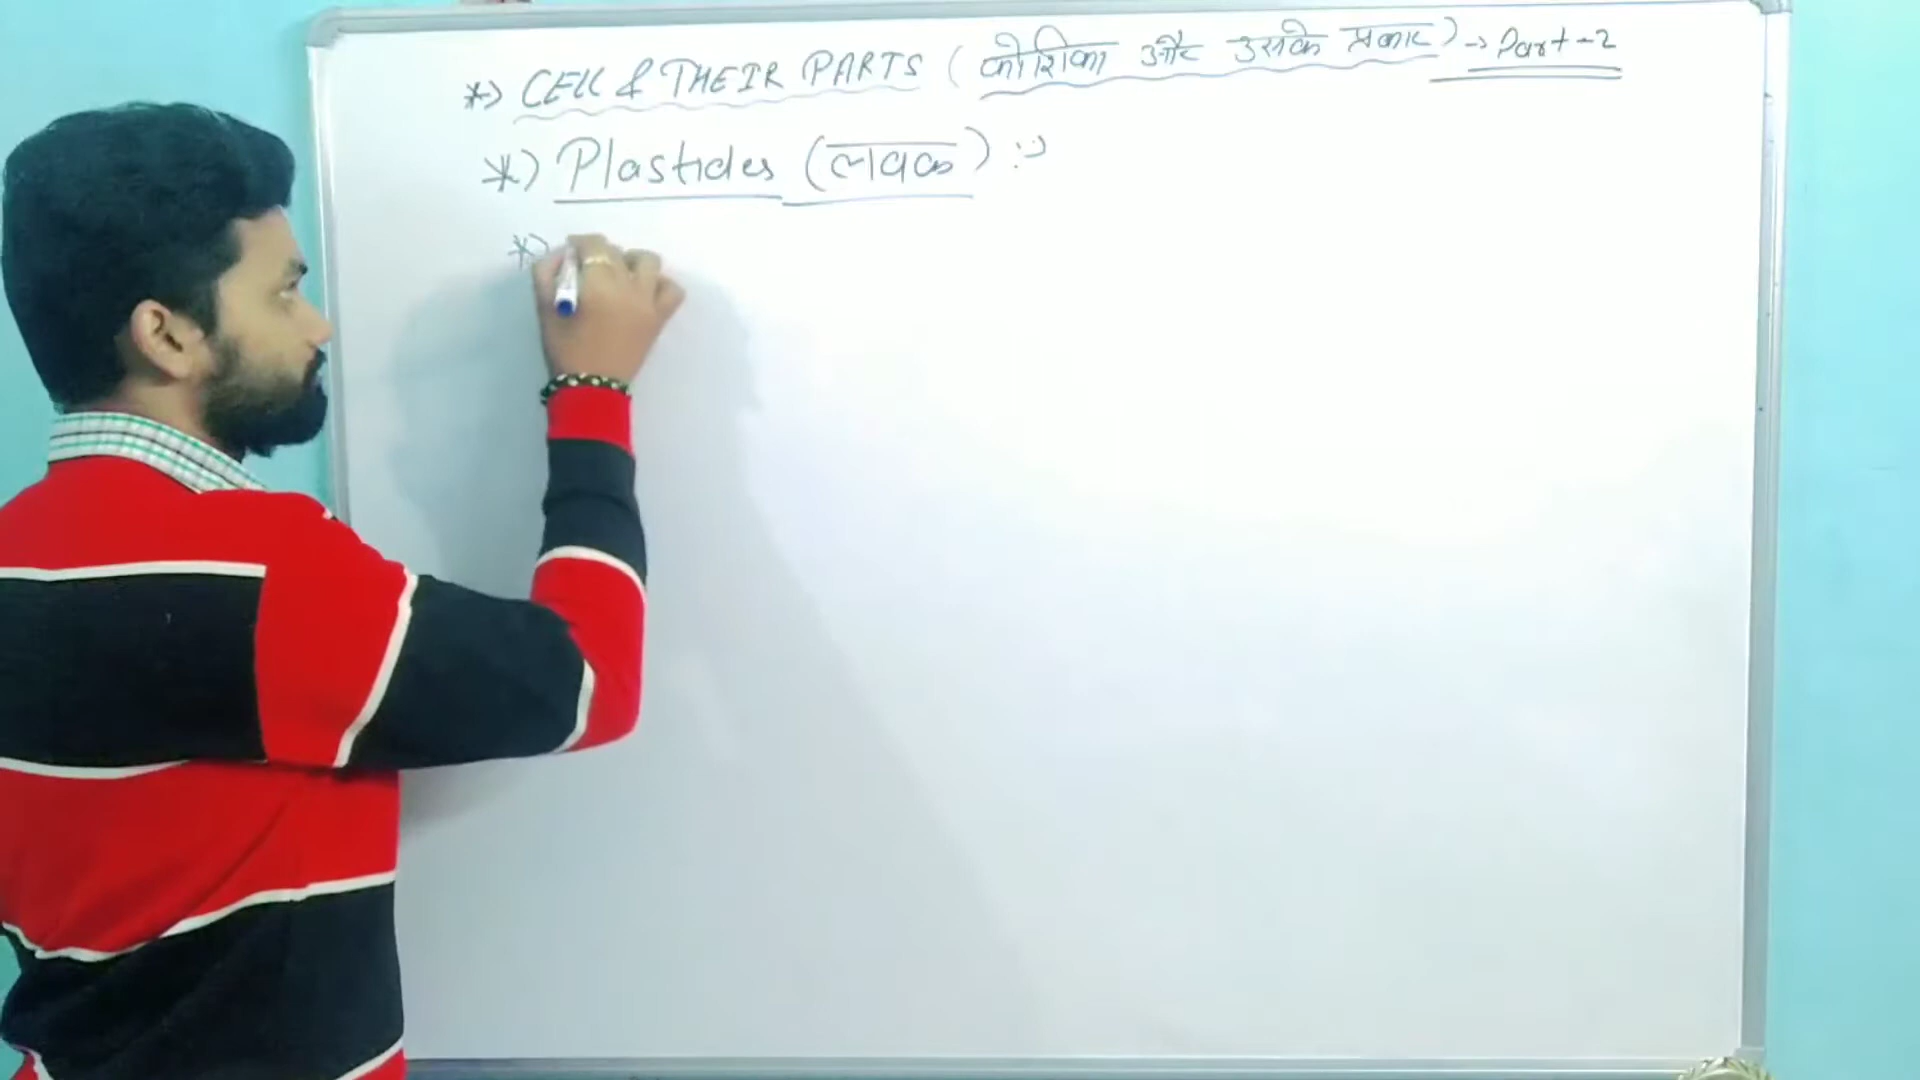 *) CELL & THEIR PARTS (कोशिका और उसके प्रकार) → Part-2
*) Plastides (लवक) :-
*)